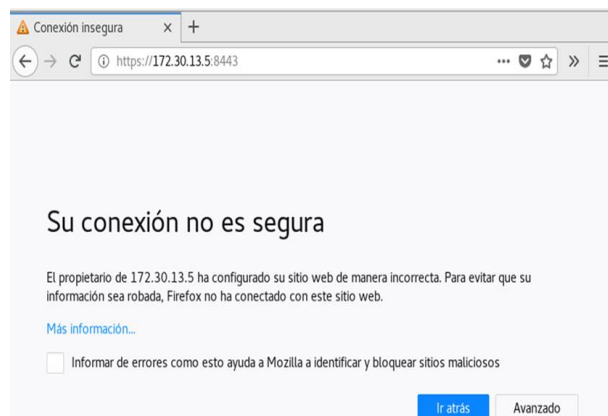 Conexión insegura
https://172.30.13.5:8443
Su conexión no es segura
El propietario de 172.30.13.5 ha configurado su sitio web de manera incorrecta. Para evitar que su
información sea robada, Firefox no ha conectado con este sitio web.
Más información...
Informar de errores como esto ayuda a Mozilla a identificar y bloquear sitios maliciosos
Ir atrás
Avanzado